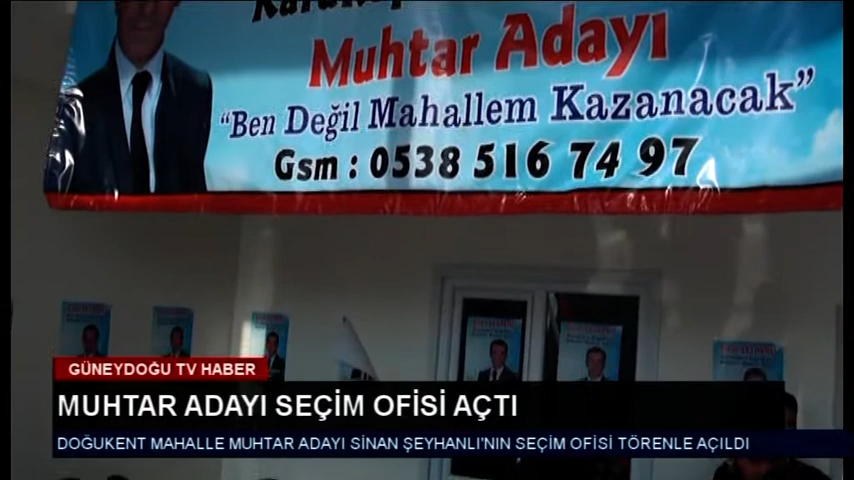 Muhtar Adayı
“Ben Değil Mahallem Kazanacak”
Gsm : 0538 516 74 97
GÜNEYDOĞU TV HABER
MUHTAR ADAYI SEÇİM OFİSİ AÇTI
DOĞUKENT MAHALLE MUHTAR ADAYI SİNAN ŞEYHANLI'NIN SEÇİM OFİSİ TÖRENLE AÇILDI